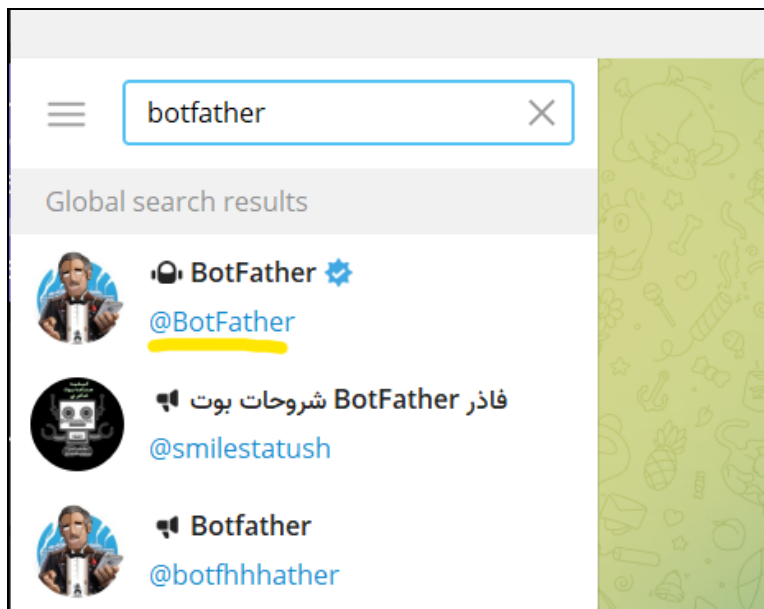 botfather
Global search results
BotFather
@BotFather
فاذر BotFather شروحات بوت
@smilestatush
Botfather
@botfhhhather